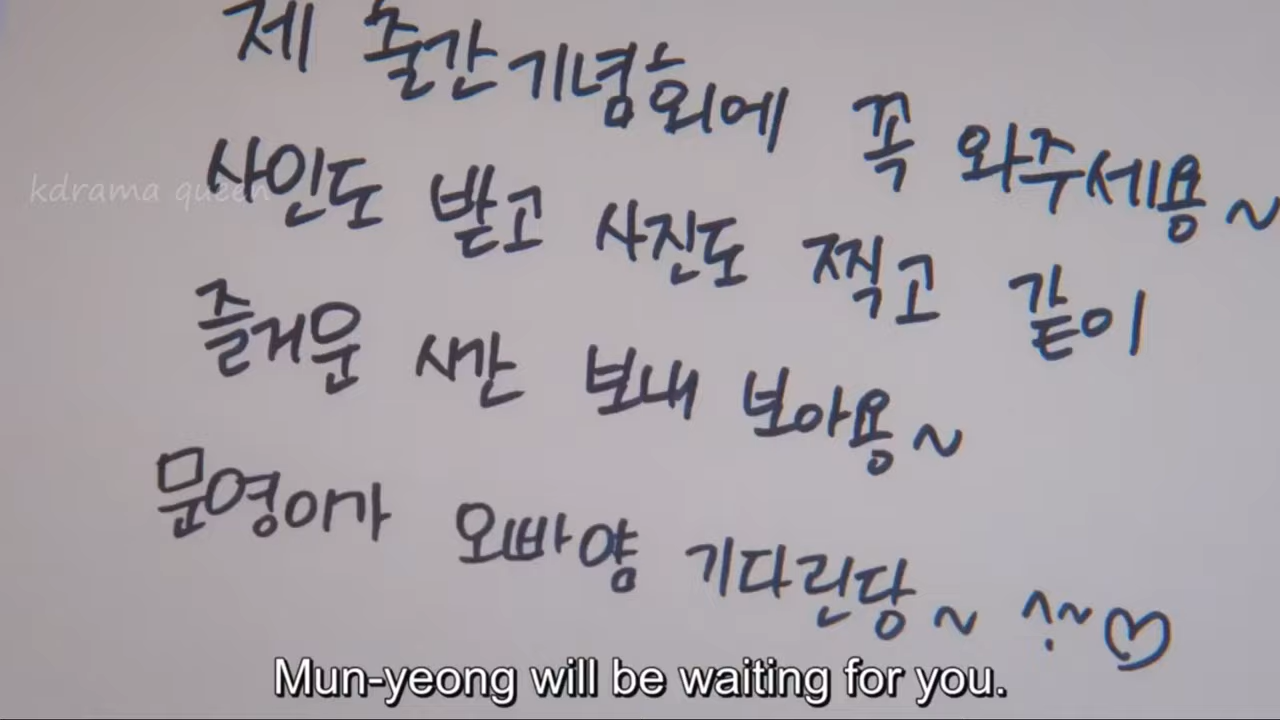 제 출간기념회에 꼭 와주세용~
사인도 받고 사진도 찍고 같이
kdrama queen
즐거운 시간 보내 보아용~
문영이가 오빠양 기다린당~ ^.~♡
Mun-yeong will be waiting for you.